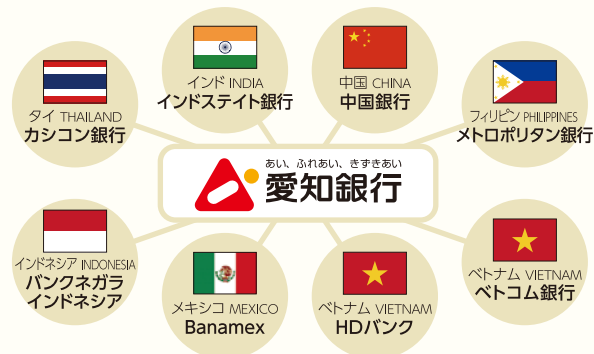 タイ THAILAND
カシコン銀行
インド INDIA
インドステイト銀行
中国 CHINA
中国銀行
フィリピン PHILIPPINES
メトロポリタン銀行
あい、ふれあい、きずきあい
愛知銀行
インドネシア INDONESIA
バンクネガラ
インドネシア
メキシコ MEXICO
Banamex
ベトナム VIETNAM
HDバンク
ベトナム VIETNAM
ベトコム銀行